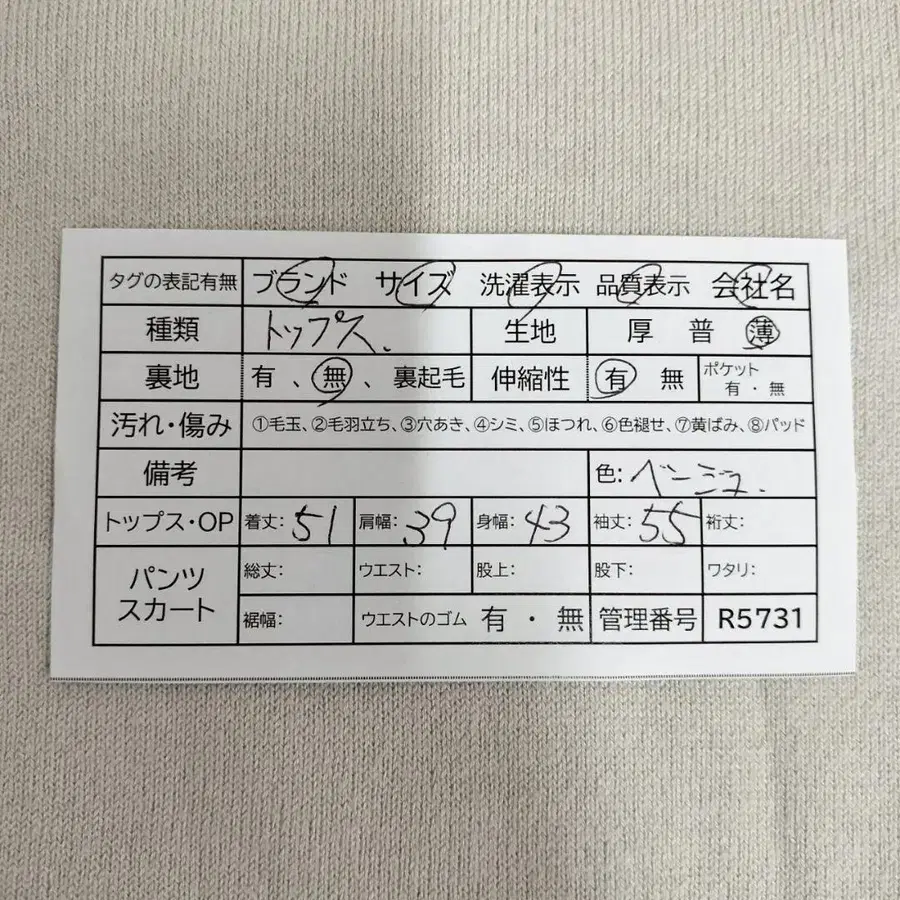 タグの表記有無 ブランド サイズ 洗濯表示 品質表示 会社名
種類 トップス. 生地 厚 普 薄
裏地 有、無、裏起毛 伸縮性 有 無 ポケット 有・無
汚れ・傷み ①毛玉、②毛羽立ち、③穴あき、④シミ、⑤ほつれ、⑥色褪せ、⑦黄ばみ、⑧パッド
備考 色: ベージュ.
トップス・OP 着丈: 51 肩幅: 39 身幅: 43 袖丈: 55 裄丈:
パンツ スカート 総丈: ウエスト: 股上: 股下: ワタリ:
裾幅: ウエストのゴム 有・無 管理番号 R5731